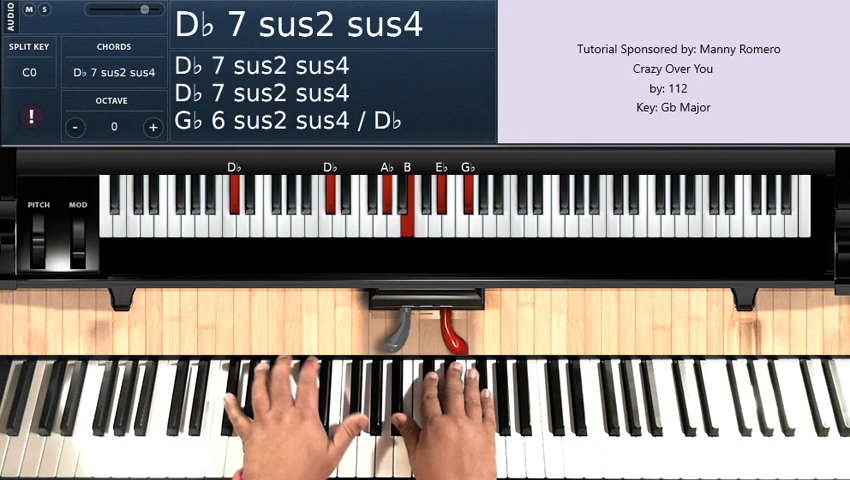 AUDIO
M S
SPLIT KEY
C0
!
CHORDS
D♭ 7 sus2 sus4
OCTAVE
- 0 +
D♭ 7 sus2 sus4
D♭ 7 sus2 sus4
D♭ 7 sus2 sus4
G♭ 6 sus2 sus4 / D♭
Tutorial Sponsored by: Manny Romero
Crazy Over You
by: 112
Key: Gb Major
D♭ D♭ A♭ B E♭ G♭
PITCH MOD